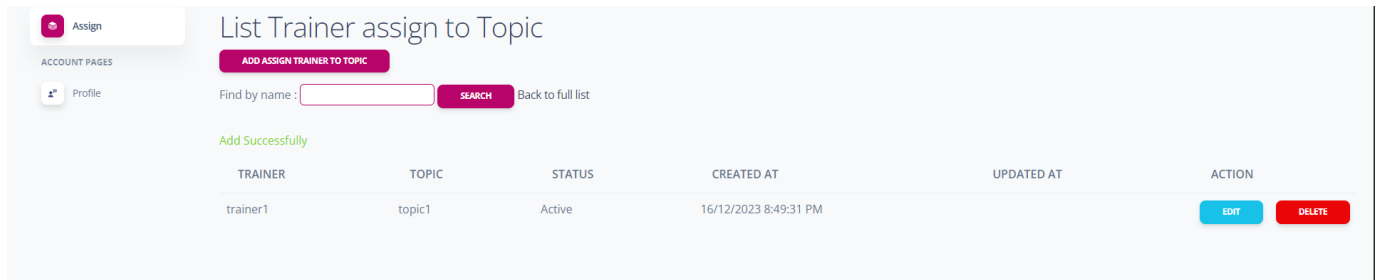 Assign
ACCOUNT PAGES
Profile
List Trainer assign to Topic
ADD ASSIGN TRAINER TO TOPIC
Find by name : SEARCH Back to full list
Add Successfully
TRAINER TOPIC STATUS CREATED AT UPDATED AT ACTION
trainer1 topic1 Active 16/12/2023 8:49:31 PM EDIT DELETE